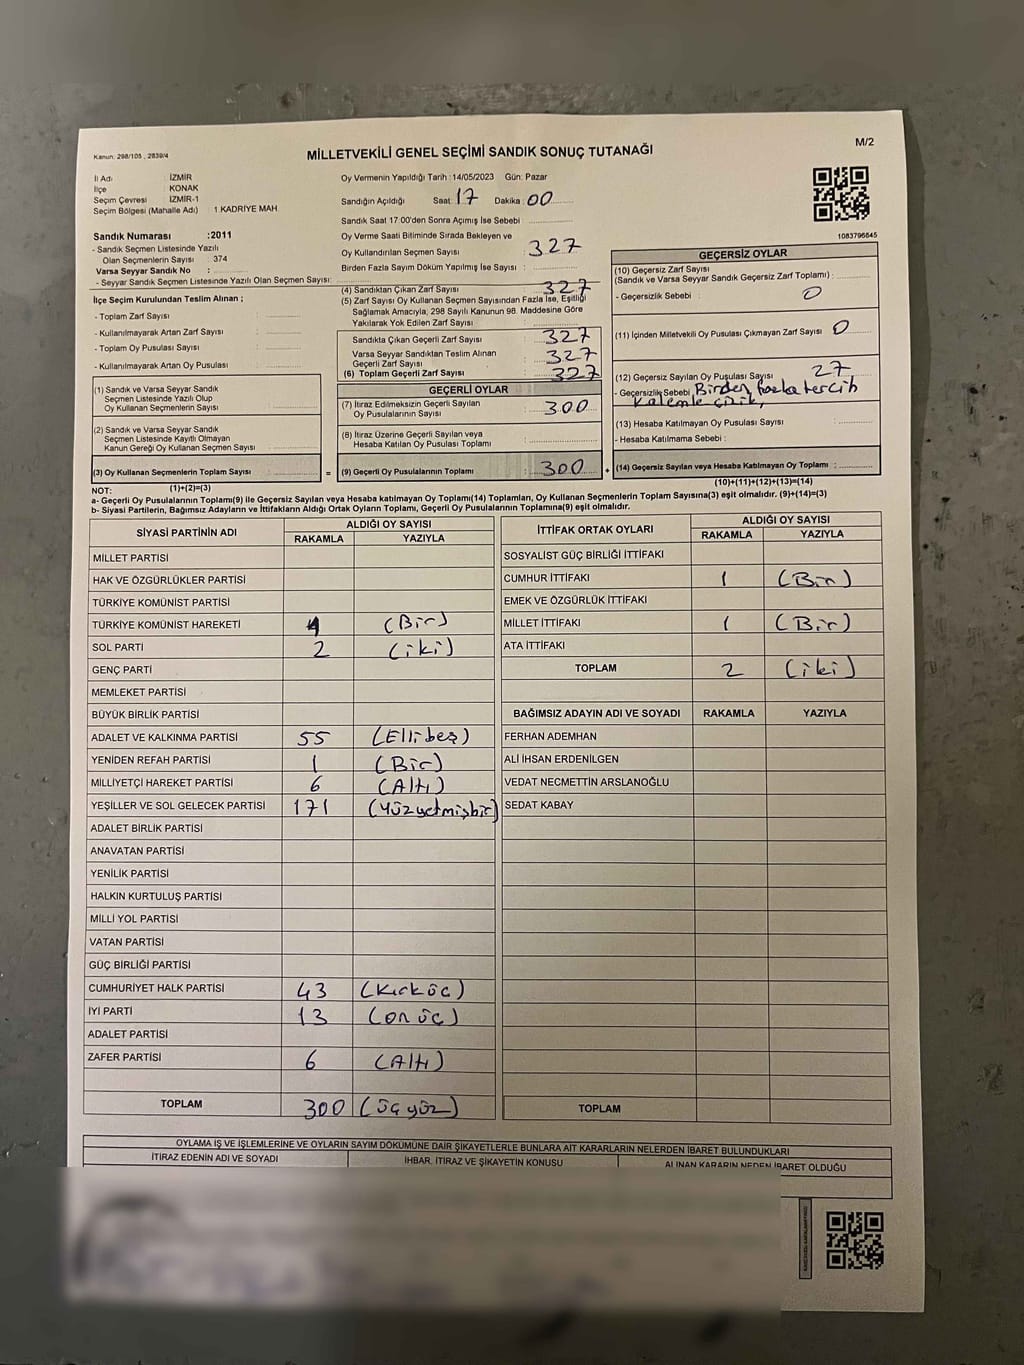 M/2
Kanun: 298/105 , 2839/4
MİLLETVEKİLİ GENEL SEÇİMİ SANDIK SONUÇ TUTANAĞI
İl Adı : İZMİR
İlçe : KONAK
Seçim Çevresi : İZMİR-1
Seçim Bölgesi (Mahalle Adı) : 1.KADRİYE MAH.
Sandık Numarası :2011
- Sandık Seçmen Listesinde Yazılı
Olan Seçmenlerin Sayısı : 374
Varsa Seyyar Sandık No :
- Seyyar Sandık Seçmen Listesinde Yazılı Olan Seçmen Sayısı:
İlçe Seçim Kurulundan Teslim Alınan ;
- Toplam Zarf Sayısı :
- Kullanılmayarak Artan Zarf Sayısı :
- Toplam Oy Pusulası Sayısı :
- Kullanılmayarak Artan Oy Pusulası :
(1) Sandık ve Varsa Seyyar Sandık
Seçmen Listesinde Yazılı Olup
Oy Kullanan Seçmenlerin Sayısı :
(2) Sandık ve Varsa Seyyar Sandık
Seçmen Listesinde Kayıtlı Olmayan
Kanun Gereği Oy Kullanan Seçmen Sayısı :
(3) Oy Kullanan Seçmenlerin Toplam Sayısı : =
(1)+(2)=(3)
Oy Vermenin Yapıldığı Tarih :14/05/2023 Gün: Pazar
Sandığın Açıldığı Saat: 17 Dakika: 00
Sandık Saat 17:00'den Sonra Açımış İse Sebebi :
Oy Verme Saati Bitiminde Sırada Bekleyen ve
Oy Kullandırılan Seçmen Sayısı : 327
Birden Fazla Sayım Döküm Yapılmış İse Sayısı :
(4) Sandıktan Çıkan Zarf Sayısı : 327
(5) Zarf Sayısı Oy Kullanan Seçmen Sayısından Fazla İse, Eşitliği
Sağlamak Amacıyla; 298 Sayılı Kanunun 98. Maddesine Göre
Yakılarak Yok Edilen Zarf Sayısı :
Sandıkta Çıkan Geçerli Zarf Sayısı : 327
Varsa Seyyar Sandıktan Teslim Alınan
Geçerli Zarf Sayısı : 327
(6) Toplam Geçerli Zarf Sayısı : 327
GEÇERLİ OYLAR
(7) İtiraz Edilmeksizin Geçerli Sayılan
Oy Pusulalarının Sayısı : 300
(8) İtiraz Üzerine Geçerli Sayılan veya
Hesaba Katılan Oy Pusulası Toplamı :
(9) Geçerli Oy Pusulalarının Toplamı : 300 +
1083796645
GEÇERSİZ OYLAR
(10) Geçersiz Zarf Sayısı
(Sandık ve Varsa Seyyar Sandık Geçersiz Zarf Toplamı) :
- Geçersizlik Sebebi : 0
(11) İçinden Milletvekili Oy Pusulası Çıkmayan Zarf Sayısı : 0
(12) Geçersiz Sayılan Oy Pusulası Sayısı : 27
- Geçersizlik Sebebi : Birden fazla tercih
Kalemle çizik,
(13) Hesaba Katılmayan Oy Pusulası Sayısı :
- Hesaba Katılmama Sebebi :
(14) Geçersiz Sayılan veya Hesaba Katılmayan Oy Toplamı :
(10)+(11)+(12)+(13)=(14)
NOT:
a- Geçerli Oy Pusulalarının Toplamı(9) ile Geçersiz Sayılan veya Hesaba katılmayan Oy Toplamı(14) Toplamları, Oy Kullanan Seçmenlerin Toplam Sayısına(3) eşit olmalıdır. (9)+(14)=(3)
b- Siyasi Partilerin, Bağımsız Adayların ve İttifakların Aldığı Ortak Oyların Toplamı, Geçerli Oy Pusulalarının Toplamına(9) eşit olmalıdır.
SİYASİ PARTİNİN ADI ALDIĞI OY SAYISI
RAKAMLA YAZIYLA
MİLLET PARTİSİ
HAK VE ÖZGÜRLÜKLER PARTİSİ
TÜRKİYE KOMÜNİST PARTİSİ
TÜRKİYE KOMÜNİST HAREKETİ 1 (Bir)
SOL PARTİ 2 (iki)
GENÇ PARTİ
MEMLEKET PARTİSİ
BÜYÜK BİRLİK PARTİSİ
ADALET VE KALKINMA PARTİSİ 55 (Ellibeş)
YENİDEN REFAH PARTİSİ 1 (Bir)
MİLLİYETÇİ HAREKET PARTİSİ 6 (Altı)
YEŞİLLER VE SOL GELECEK PARTİSİ 171 (Yüzyetmişbir)
ADALET BİRLİK PARTİSİ
ANAVATAN PARTİSİ
YENİLİK PARTİSİ
HALKIN KURTULUŞ PARTİSİ
MİLLİ YOL PARTİSİ
VATAN PARTİSİ
GÜÇ BİRLİĞİ PARTİSİ
CUMHURİYET HALK PARTİSİ 43 (Kırküç)
İYİ PARTİ 13 (on üç)
ADALET PARTİSİ
ZAFER PARTİSİ 6 (Altı)
TOPLAM 300 (üçyüz)
İTTİFAK ORTAK OYLARI ALDIĞI OY SAYISI
RAKAMLA YAZIYLA
SOSYALİST GÜÇ BİRLİĞİ İTTİFAKI
CUMHUR İTTİFAKI 1 (Bir)
EMEK VE ÖZGÜRLÜK İTTİFAKI
MİLLET İTTİFAKI 1 (Bir)
ATA İTTİFAKI
TOPLAM 2 (iki)
BAĞIMSIZ ADAYIN ADI VE SOYADI RAKAMLA YAZIYLA
FERHAN ADEMHAN
ALİ İHSAN ERDENİLGEN
VEDAT NECMETTİN ARSLANOĞLU
SEDAT KABAY
TOPLAM
OYLAMA İŞ VE İŞLEMLERİNE VE OYLARIN SAYIM DÖKÜMÜNE DAİR ŞİKAYETLERLE BUNLARA AİT KARARLARIN NELERDEN İBARET BULUNDUKLARI
İTİRAZ EDENİN ADI VE SOYADI İHBAR, İTİRAZ VE ŞİKAYETİN KONUSU ALINAN KARARIN NEDEN İBARET OLDUĞU